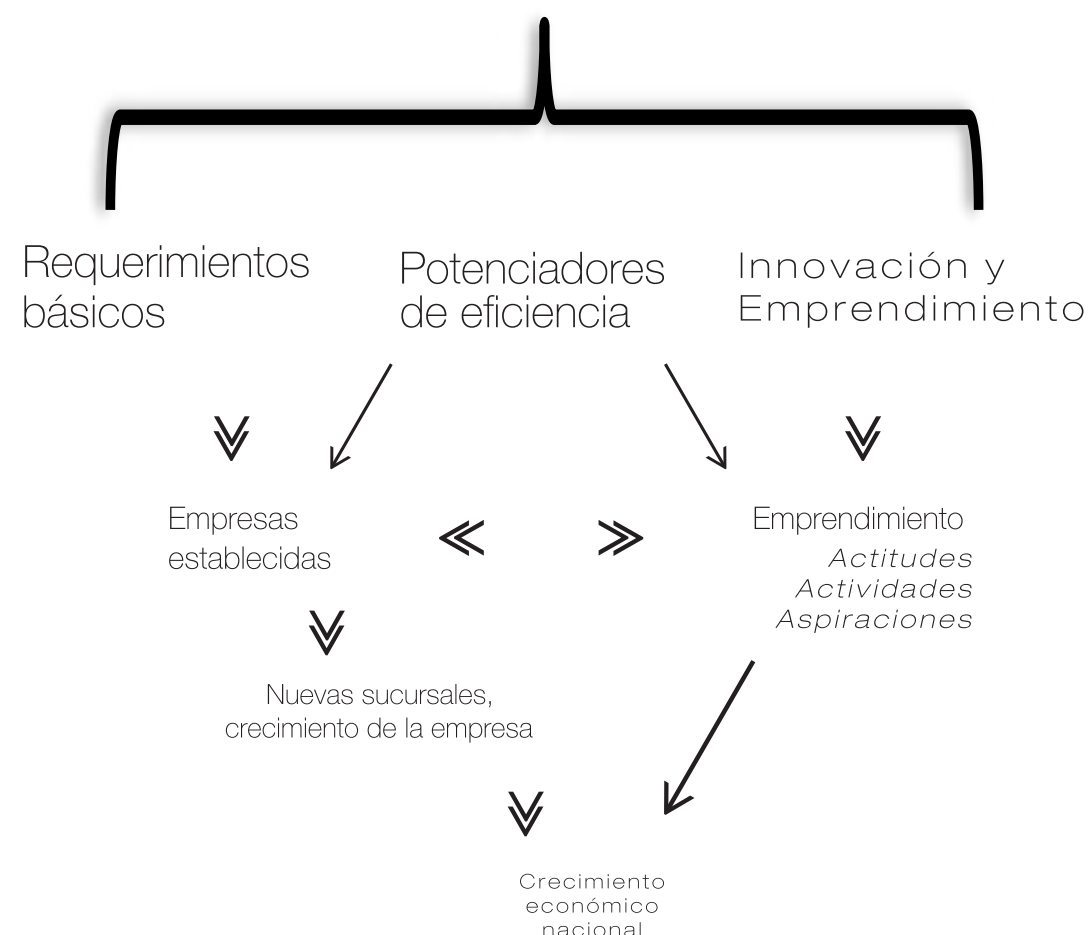 Requerimientos
básicos
Potenciadores
de eficiencia
Innovación y
Emprendimiento
Empresas
establecidas
Emprendimiento
Actitudes
Actividades
Aspiraciones
Nuevas sucursales,
crecimiento de la empresa
Crecimiento
económico
nacional